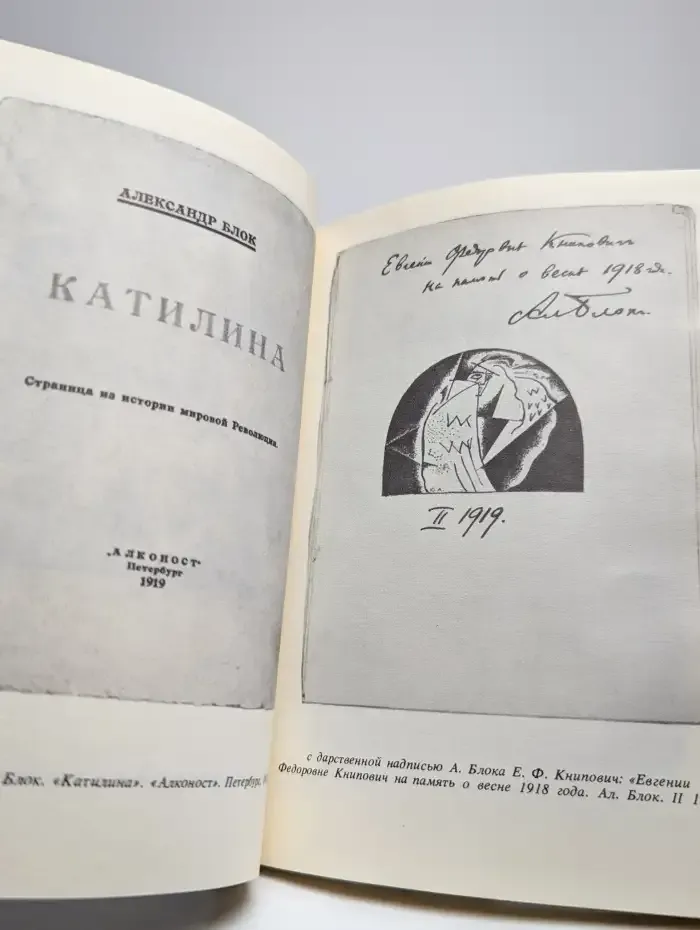 АЛЕКСАНДР БЛОК
КАТИЛИНА
Страница из истории мировой Революции.
„АЛКОНОСТ“
Петербург
1919
Блок. «Катилина». «Алконост». Петербург.
Евгении Федоровне Книпович
на память о весне 1918 года.
Ал. Блок.
II 1919.
с дарственной надписью А. Блока Е. Ф. Книпович: «Евгении
Федоровне Книпович на память о весне 1918 года. Ал. Блок. II 1